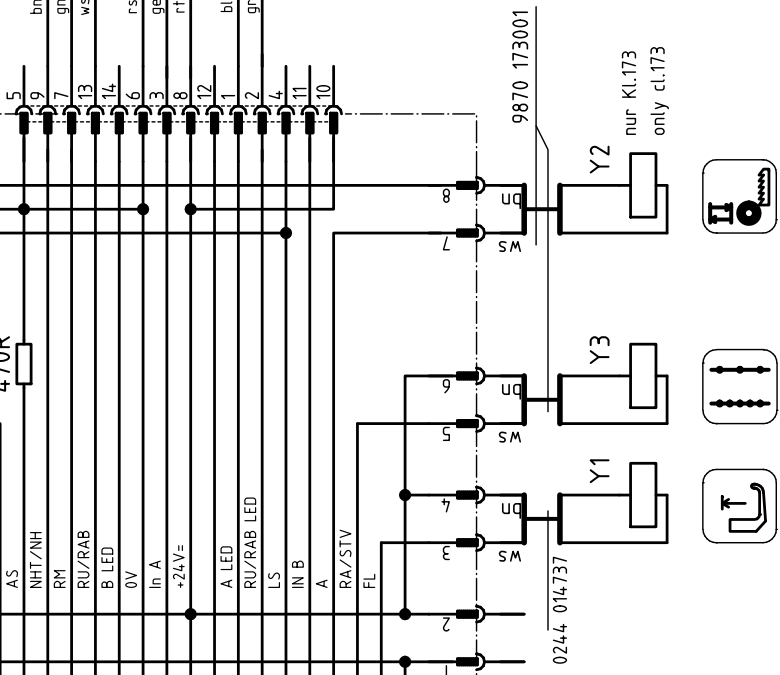 bn
gn
ws
rs
ge
rt
bl
gr
5
9
7
13
14
6
3
8
12
1
2
4
11
10
9870 173001
nur Kl.173
only cl.173
Y2
8
bn
7
ws
470R
Y3
6
bn
5
ws
Y1
4
bn
3
ws
AS
NHT/NH
RM
RU/RAB
B LED
0V
In A
+24V=
A LED
RU/RAB LED
LS
IN B
A
RA/STV
FL
2
0244 014737